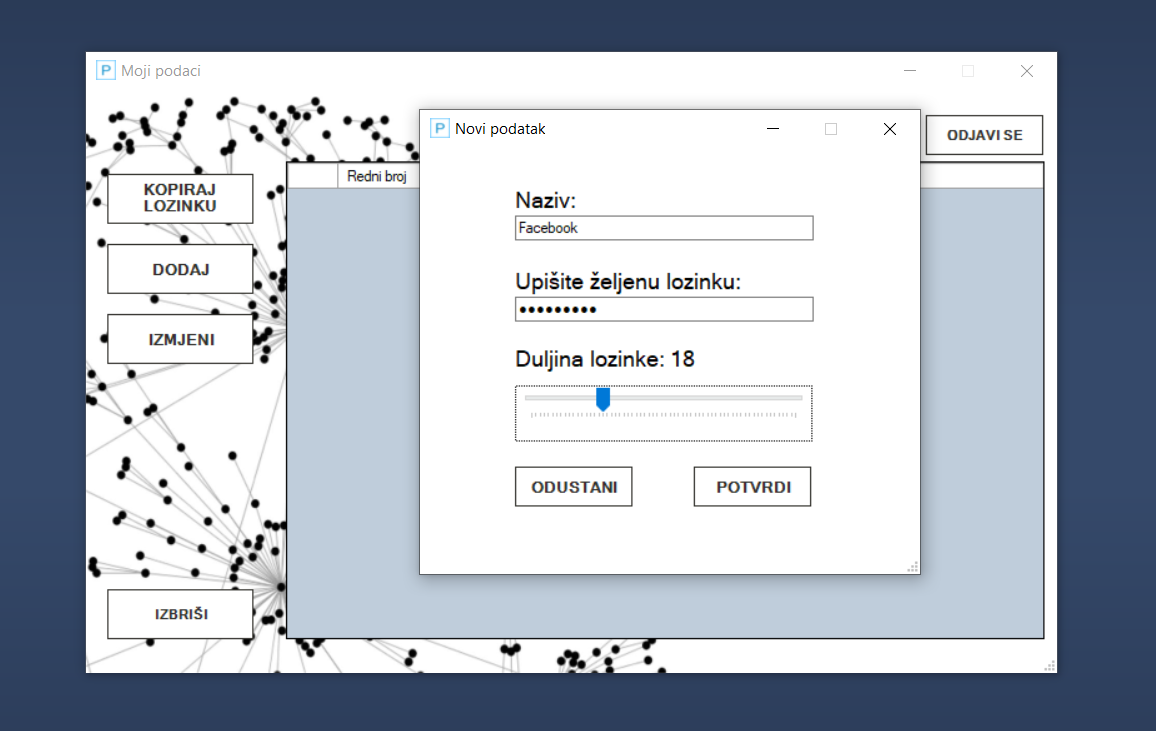 P Moji podaci
ODJAVI SE
KOPIRAJ
LOZINKU
DODAJ
IZMJENI
IZBRIŠI
Redni broj
P Novi podatak
Naziv:
Facebook
Upišite željenu lozinku:
●●●●●●●●●
Duljina lozinke: 18
ODUSTANI
POTVRDI